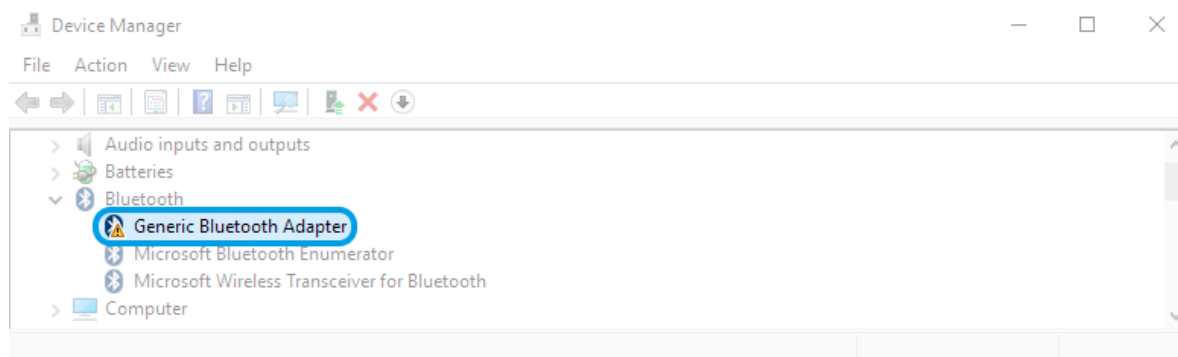 Device Manager
File Action View Help
Audio inputs and outputs
Batteries
Bluetooth
Generic Bluetooth Adapter
Microsoft Bluetooth Enumerator
Microsoft Wireless Transceiver for Bluetooth
Computer